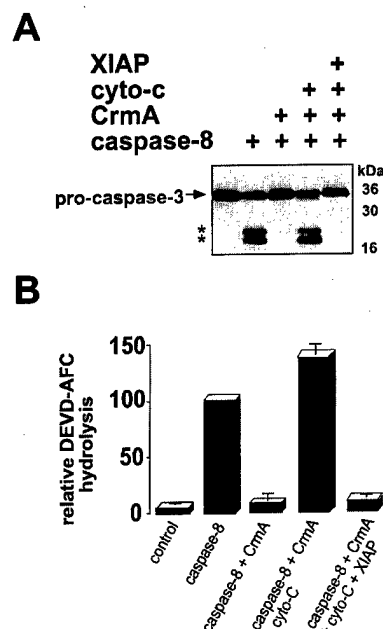 A
XIAP +
cyto-c + +
CrmA + + +
caspase-8 + + + +
kDa
pro-caspase-3 36
30
** 16
B
relative DEVD-AFC
hydrolysis
150
100
50
0
control
caspase-8
caspase-8 + CrmA
caspase-8 + CrmA
cyto-C
caspase-8 + CrmA
cyto-C + XIAP